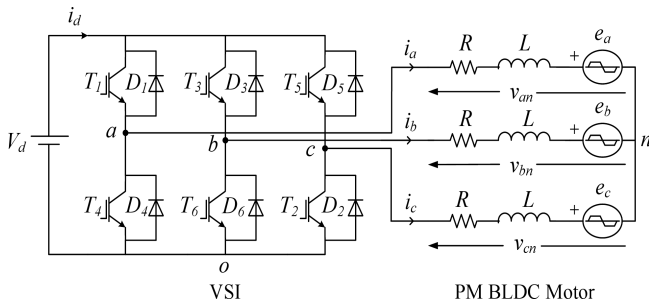 i_d
i_a R L + e_a
T_1 D_1 T_3 D_3 T_5 D_5
v_an
a
i_b R L + e_b
V_d
b
n
c
v_bn
i_c R L + e_c
T_4 D_4 T_6 D_6 T_2 D_2
v_cn
o
VSI PM BLDC Motor